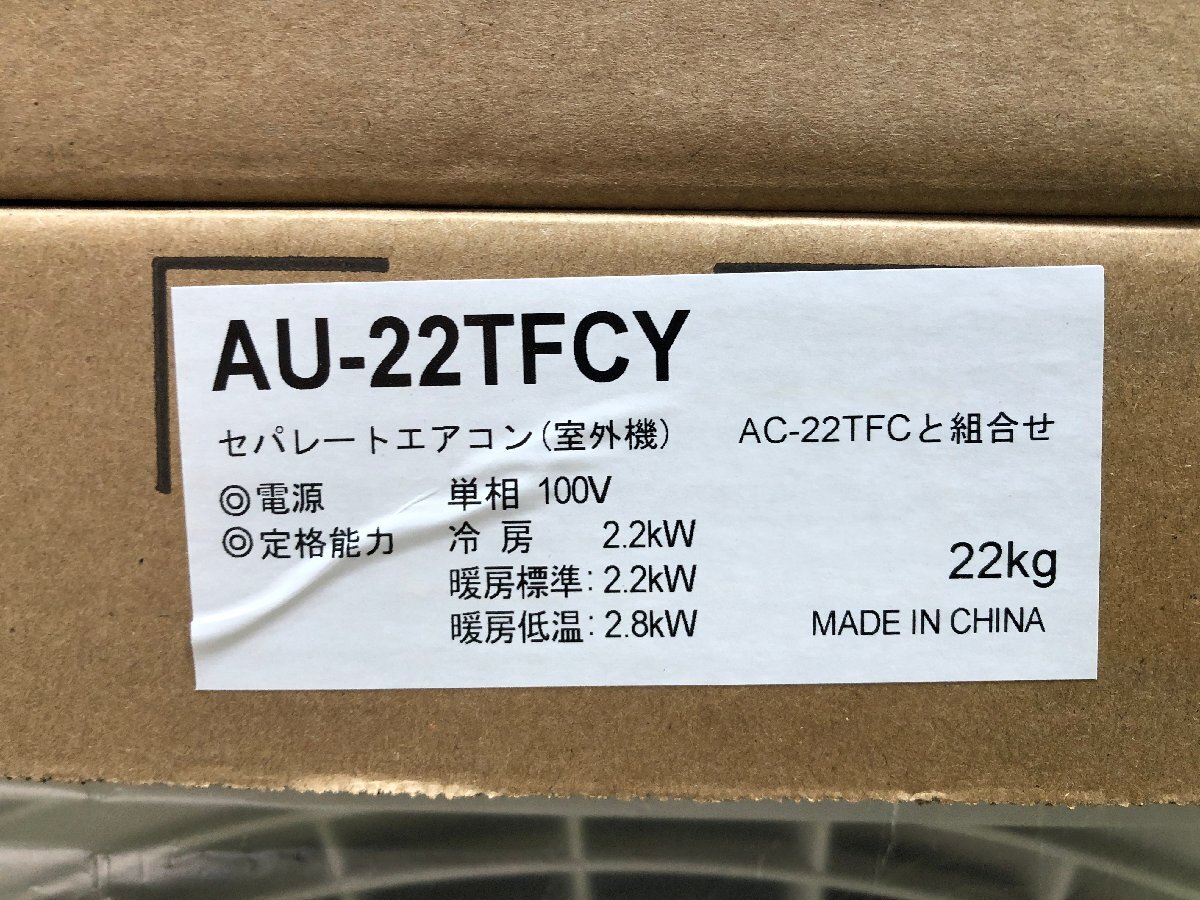 AU-22TFCY
セパレートエアコン(室外機) AC-22TFCと組合せ
◎電源 単相 100V
◎定格能力 冷房 2.2kW
暖房標準: 2.2kW
22kg
暖房低温: 2.8kW
MADE IN CHINA